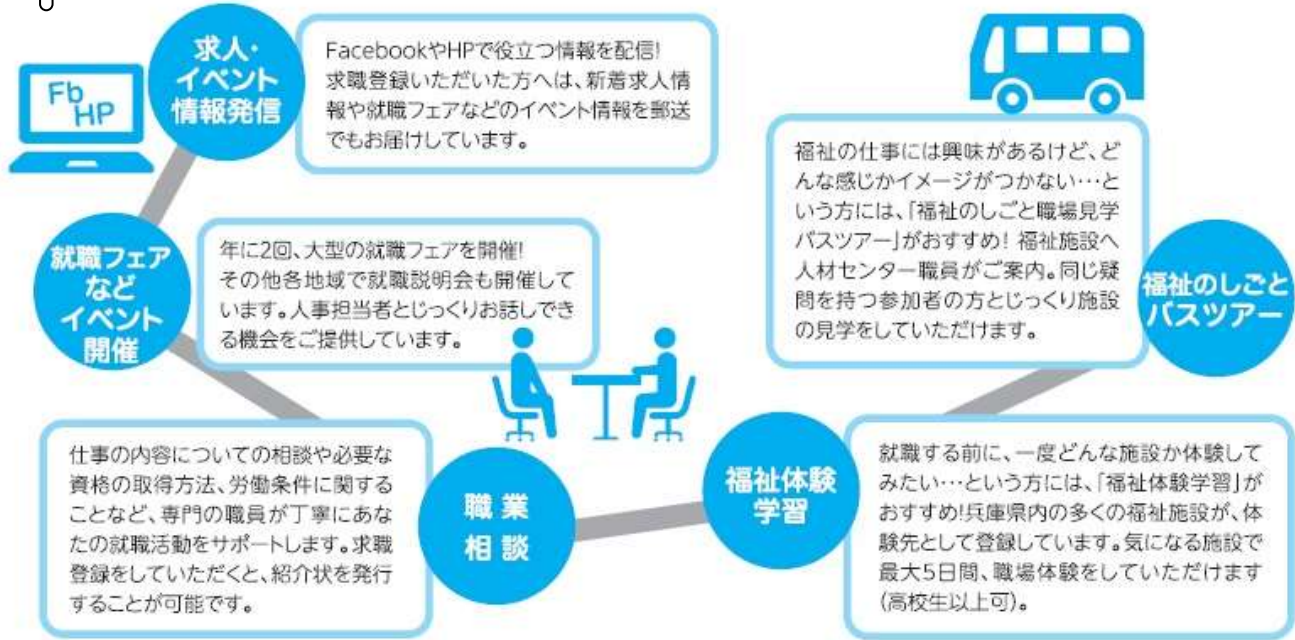 求人・
イベント
情報発信
Fb
HP
FacebookやHPで役立つ情報を配信!
求職登録いただいた方へは、新着求人情
報や就職フェアなどのイベント情報を郵送
でもお届けしています。
就職フェア
など
イベント
開催
年に2回、大型の就職フェアを開催!
その他各地域で就職説明会も開催して
います。人事担当者とじっくりお話しでき
る機会をご提供しています。
仕事の内容についての相談や必要な
資格の取得方法、労働条件に関する
ことなど、専門の職員が丁寧にあな
たの就職活動をサポートします。求職
登録をしていただくと、紹介状を発行
することが可能です。
職業
相談
福祉体験
学習
就職する前に、一度どんな施設か体験して
みたい…という方には、「福祉体験学習」が
おすすめ!兵庫県内の多くの福祉施設が、体
験先として登録しています。気になる施設で
最大5日間、職場体験をしていただけます
(高校生以上可)。
福祉の仕事には興味があるけど、ど
んな感じかイメージがつかない…と
いう方には、「福祉のしごと職場見学
バスツアー」がおすすめ! 福祉施設へ
人材センター職員がご案内。同じ疑
問を持つ参加者の方とじっくり施設
の見学をしていただけます。
福祉のしごと
バスツアー